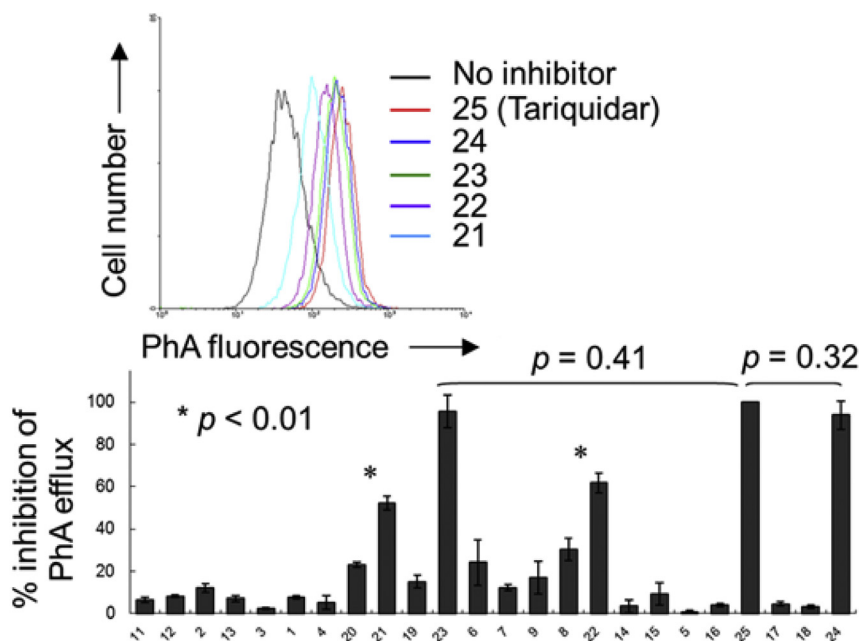 No inhibitor
25 (Tariquidar)
24
23
22
21
Cell number
PhA fluorescence
p = 0.41
p = 0.32
* p < 0.01
*
*
% inhibition of
PhA efflux
100
80
60
40
20
0
11 12 2 13 3 1 4 20 21 19 23 6 7 9 8 22 14 15 5 16 25 17 18 24